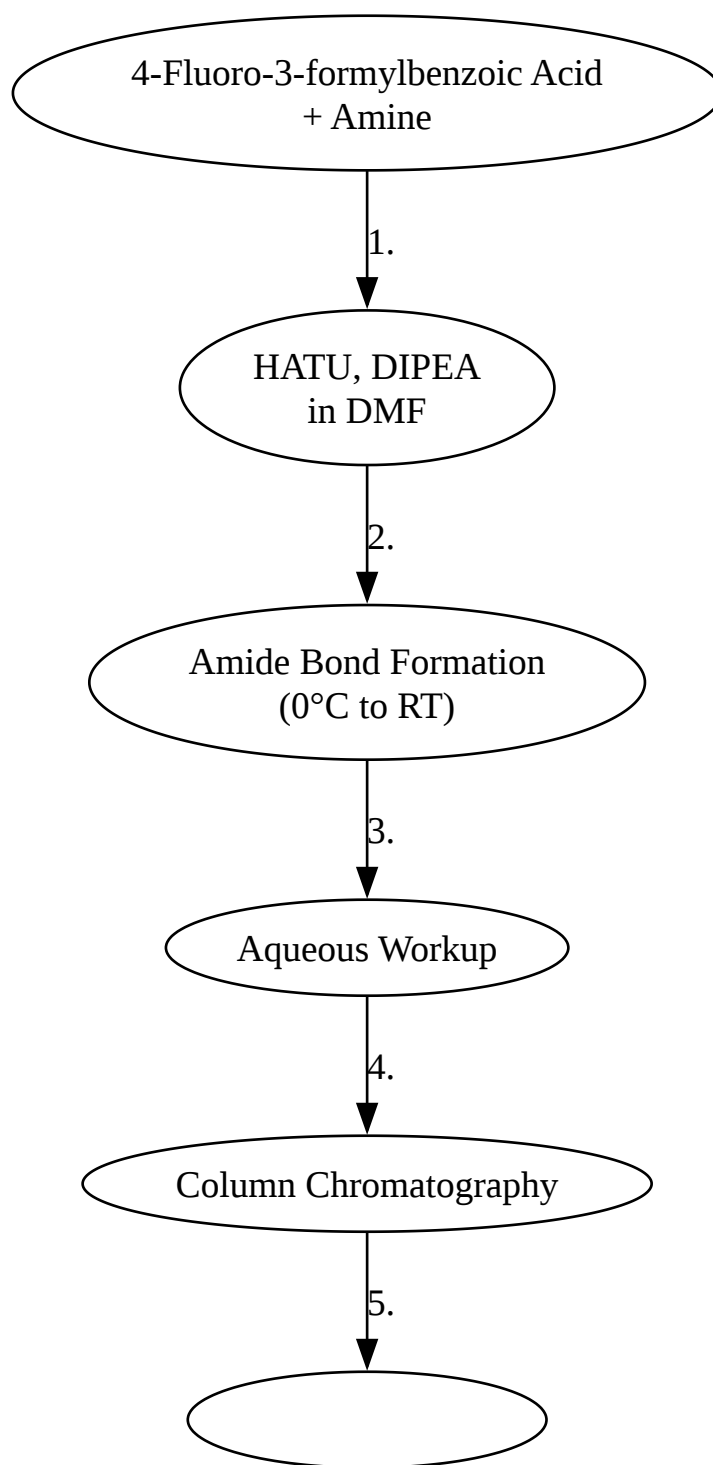 4-Fluoro-3-formylbenzoic Acid
+ Amine
1.
HATU, DIPEA
in DMF
2.
Amide Bond Formation
(0°C to RT)
3.
Aqueous Workup
4.
Column Chromatography
5.